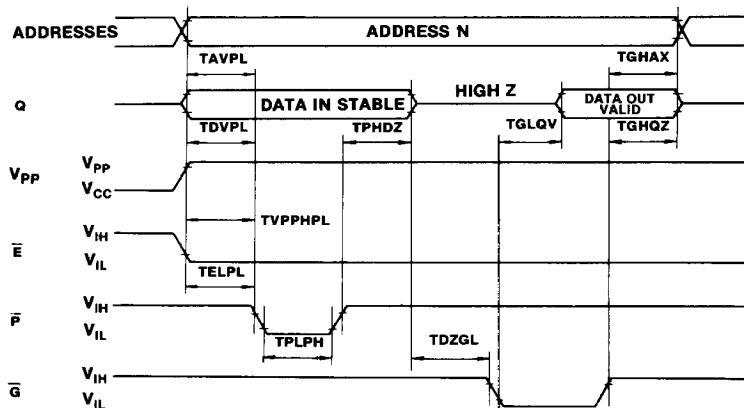 ADDRESSES ADDRESS N
TAVPL TGHAX
Q DATA IN STABLE HIGH Z DATA OUT VALID
TDVPL TPHDZ TGLQV TGHQZ
VPP VPP
VCC
TVPPHPL
E̅ VIH
VIL
TELPL
P̅ VIH
VIL
TPLPH TDZGL
G̅ VIH
VIL